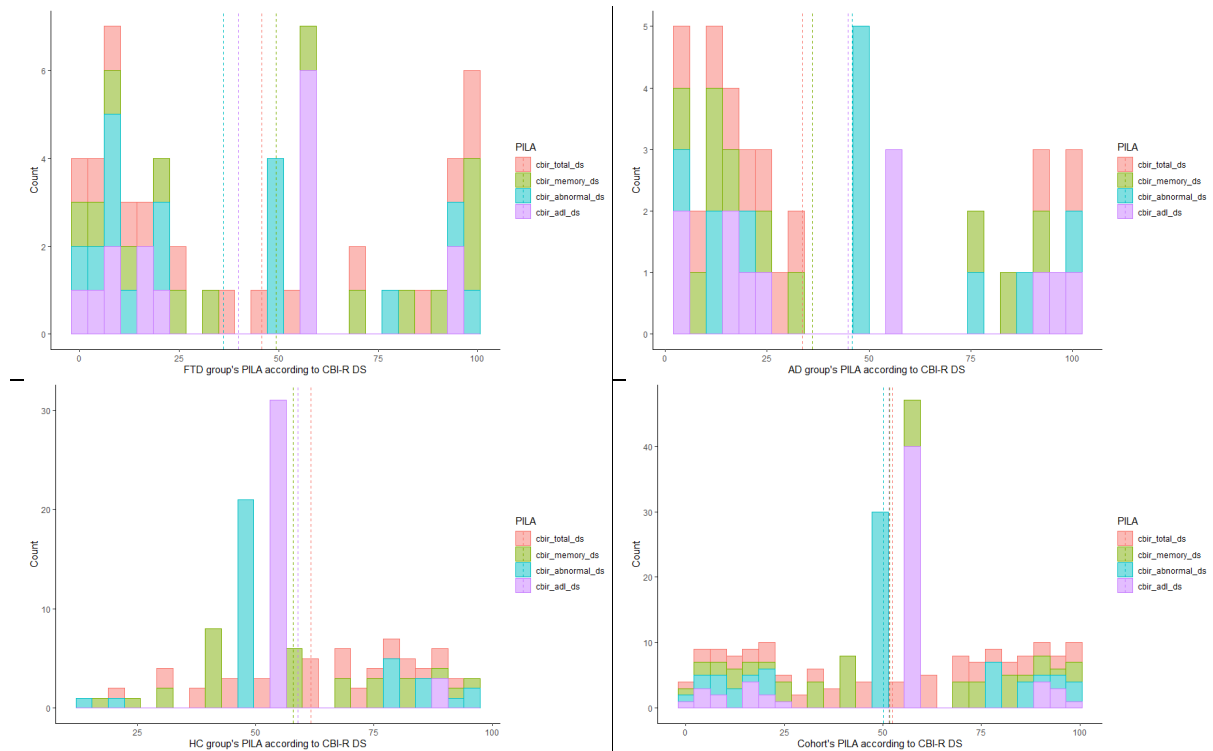 6
4
2
0
Count
0
25
50
75
100
FTD group's PILA according to CBI-R DS
PILA
cbir_total_ds
cbir_memory_ds
cbir_abnormal_ds
cbir_adl_ds
5
4
3
2
1
0
Count
0
25
50
75
100
AD group's PILA according to CBI-R DS
PILA
cbir_total_ds
cbir_memory_ds
cbir_abnormal_ds
cbir_adl_ds
30
20
10
0
Count
25
50
75
100
HC group's PILA according to CBI-R DS
PILA
cbir_total_ds
cbir_memory_ds
cbir_abnormal_ds
cbir_adl_ds
40
30
20
10
0
Count
0
25
50
75
100
Cohort's PILA according to CBI-R DS
PILA
cbir_total_ds
cbir_memory_ds
cbir_abnormal_ds
cbir_adl_ds